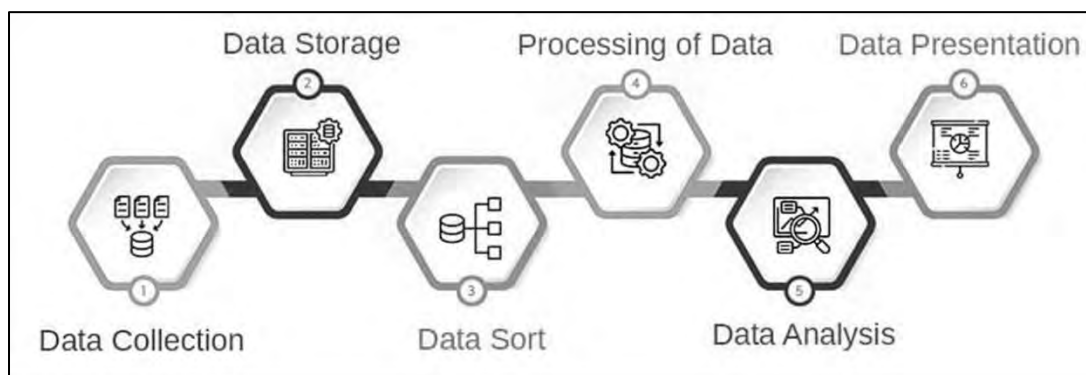 Data Storage
Processing of Data
Data Presentation
2
4
6
1
3
5
Data Collection
Data Sort
Data Analysis